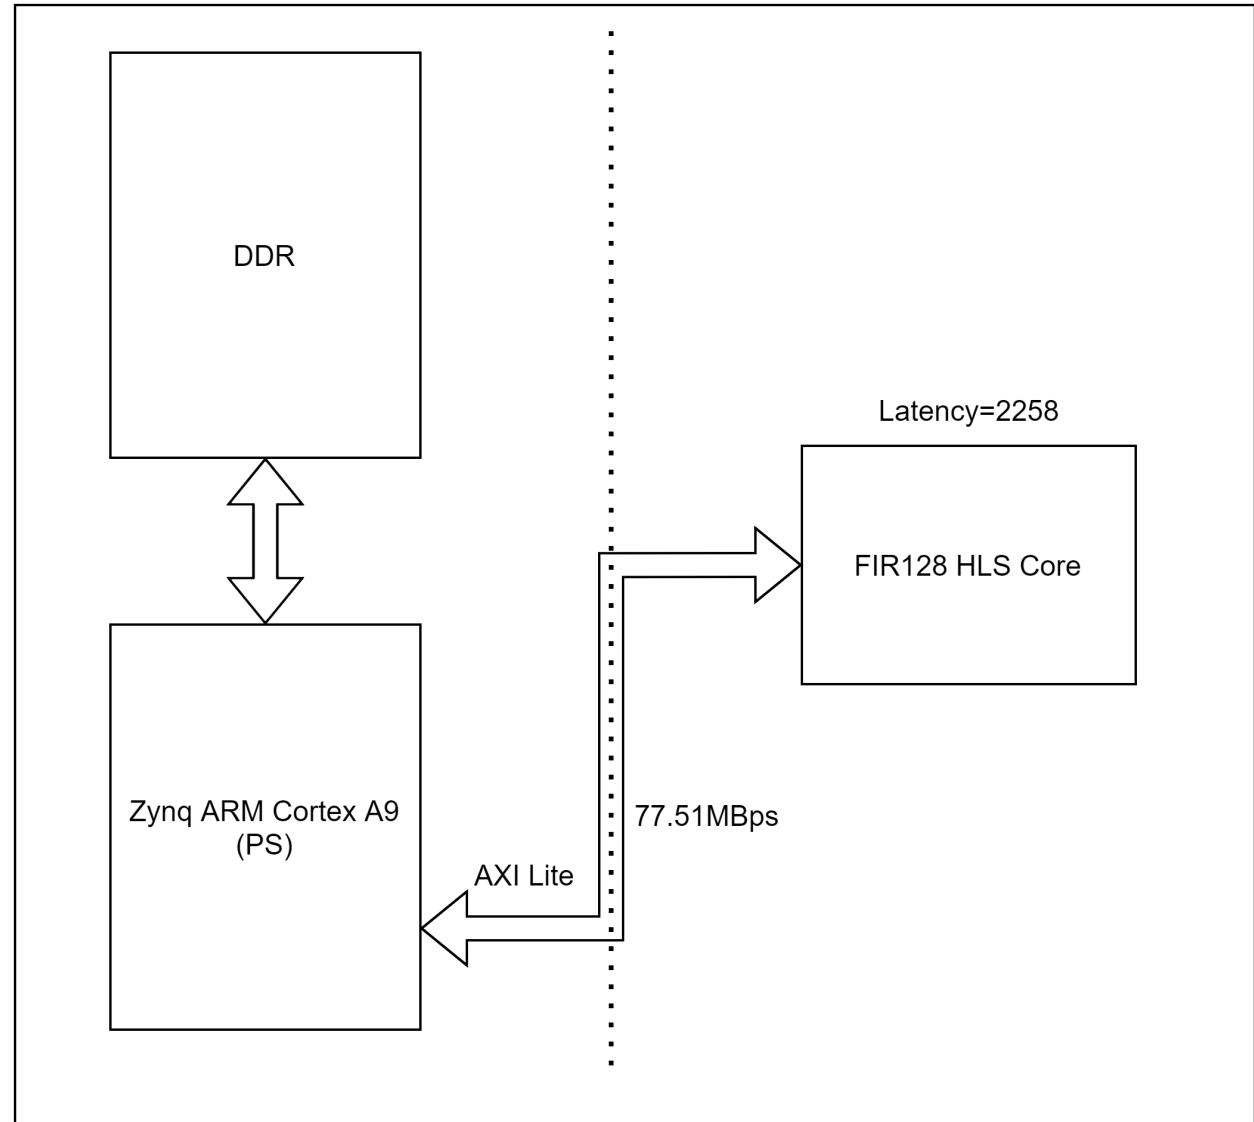 DDR
Latency=2258
FIR128 HLS Core
Zynq ARM Cortex A9
(PS)
77.51MBps
AXI Lite